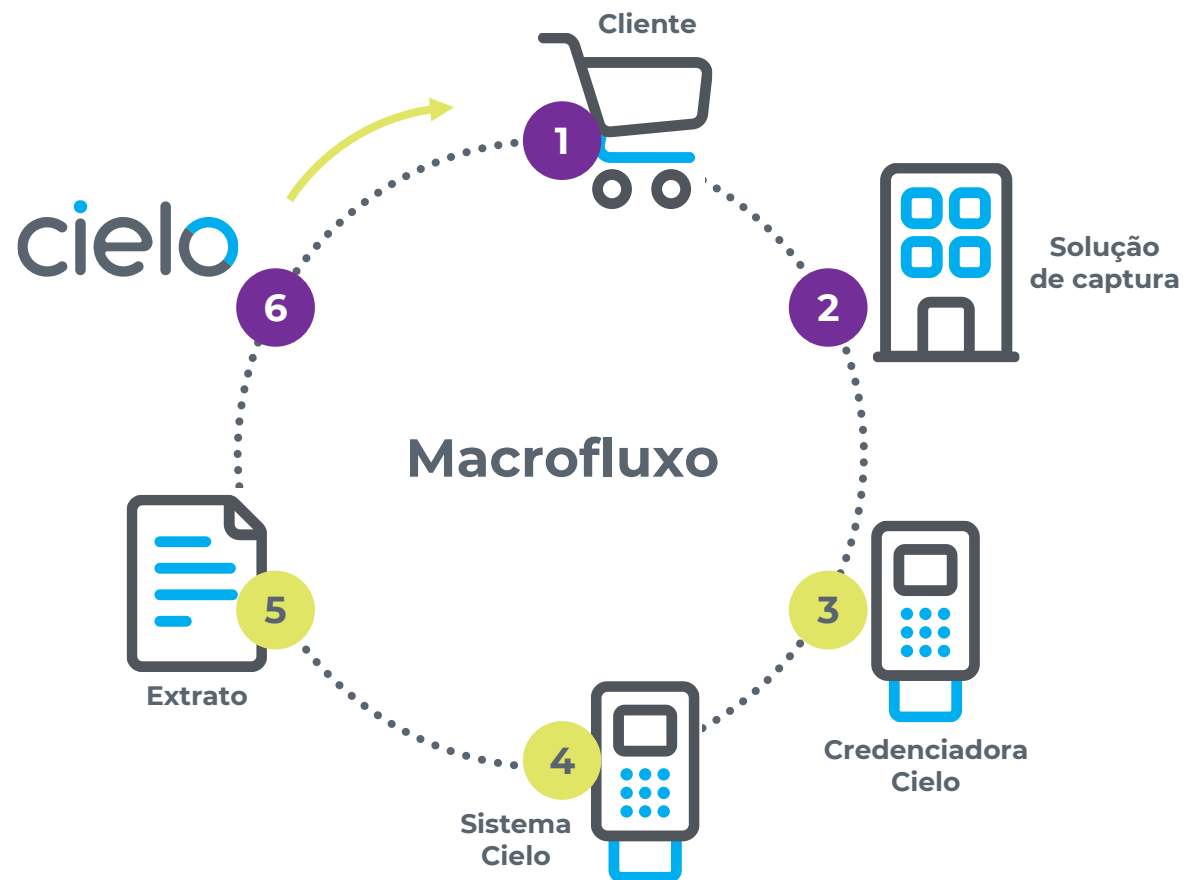 Cliente
1
Solução
de captura
2
cielo
6
Macrofluxo
3
5
Extrato
Credenciadora
Cielo
4
Sistema
Cielo